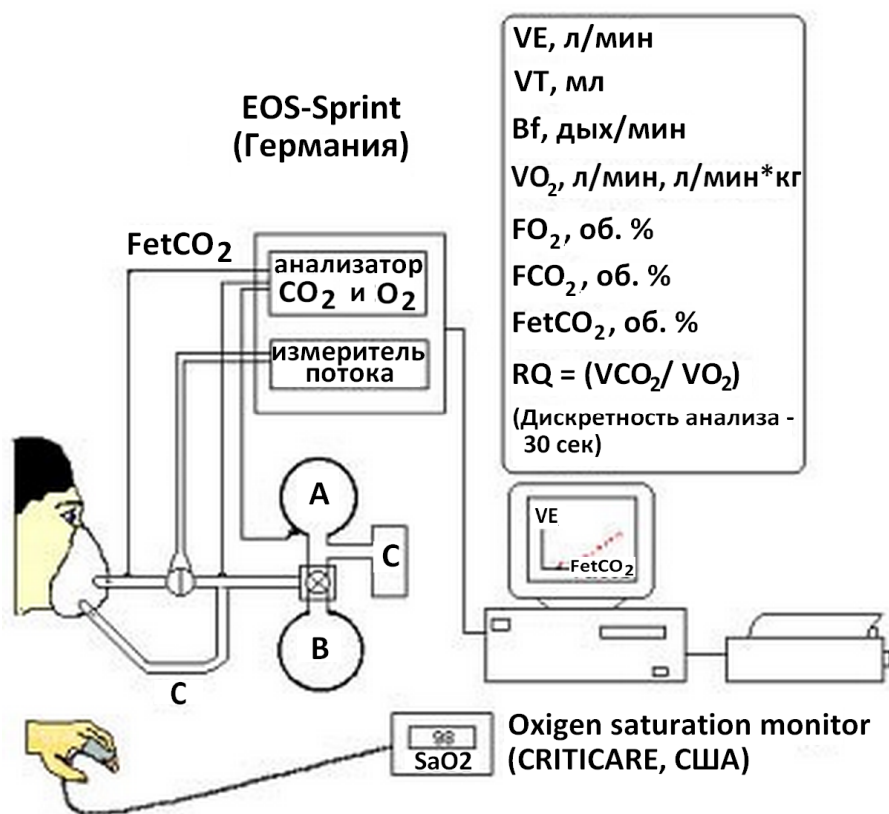 EOS-Sprint
(Германия)
VE, л/мин
VT, мл
Bf, дых/мин
VO₂, л/мин, л/мин*кг
FO₂, об. %
FCO₂, об. %
FetCO₂, об. %
RQ = (VCO₂/ VO₂)
(Дискретность анализа -
30 сек)
FetCO₂
анализатор
CO₂ и O₂
измеритель
потока
A
C
B
C
VE
FetCO₂
98
SaO2
Oxigen saturation monitor
(CRITICARE, США)